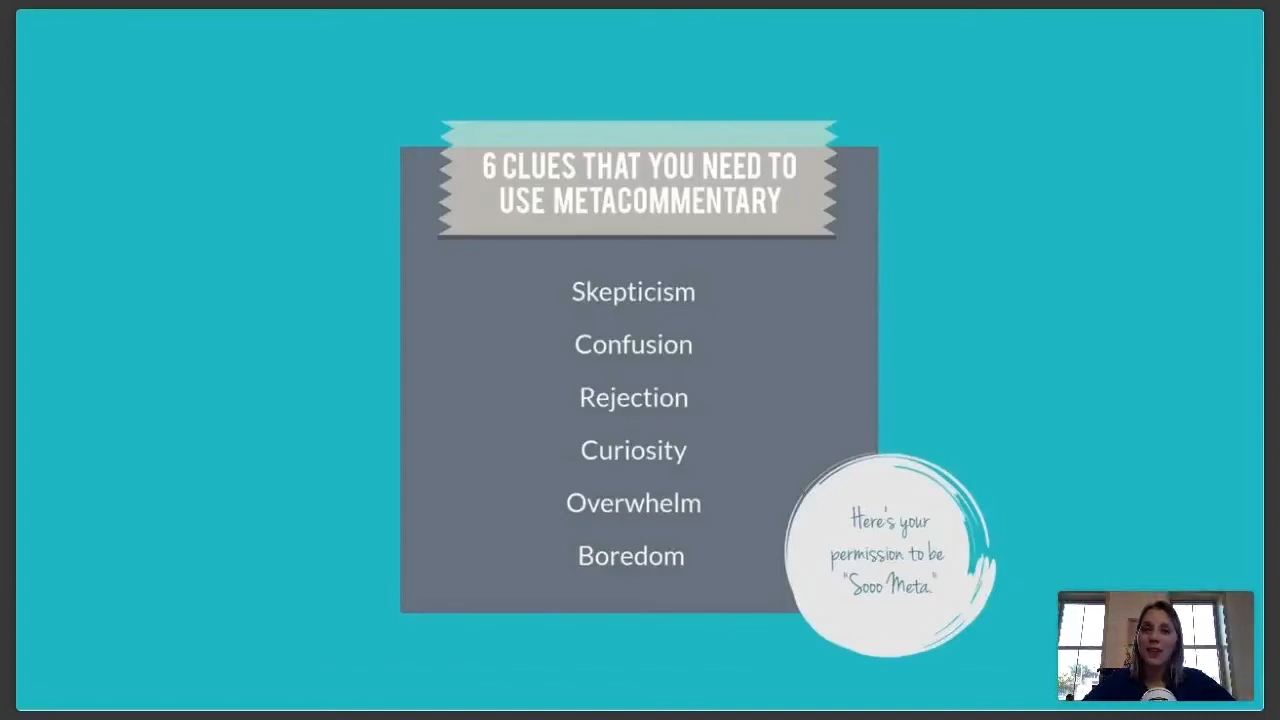 6 CLUES THAT YOU NEED TO
USE METACOMMENTARY
Skepticism
Confusion
Rejection
Curiosity
Overwhelm
Boredom
Here's your
permission to be
"Sooo Meta."